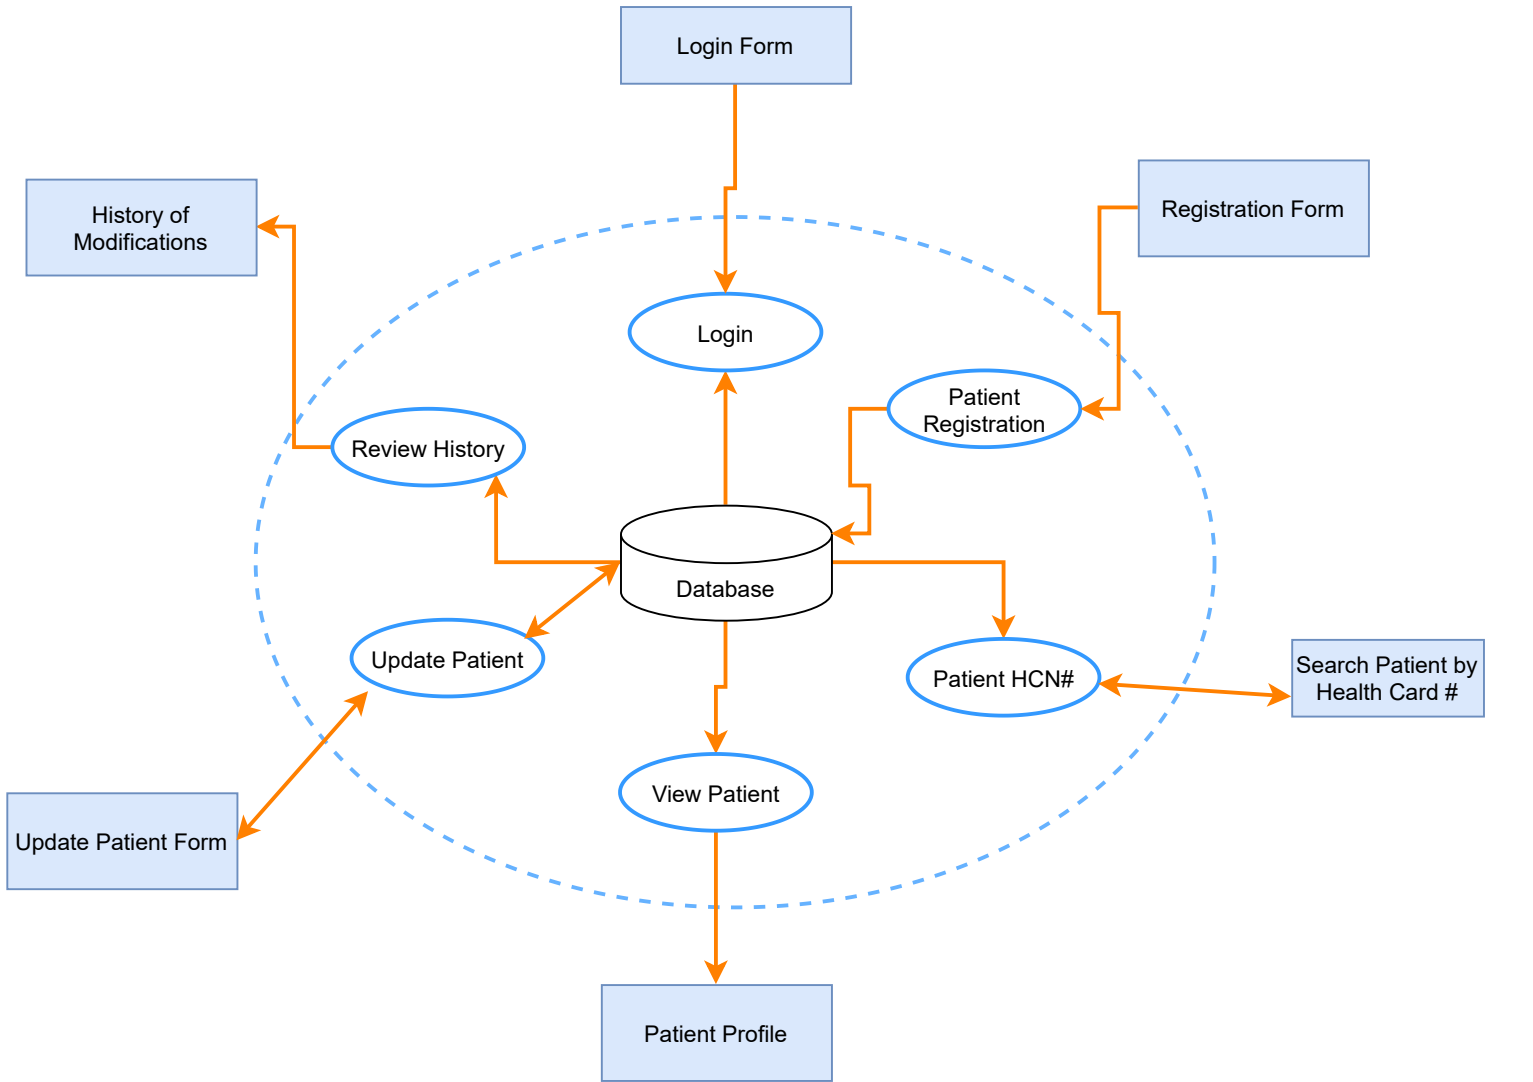 Login Form
History of
Modifications
Registration Form
Login
Patient
Registration
Review History
Database
Update Patient
Patient HCN#
Search Patient by
Health Card #
View Patient
Update Patient Form
Patient Profile